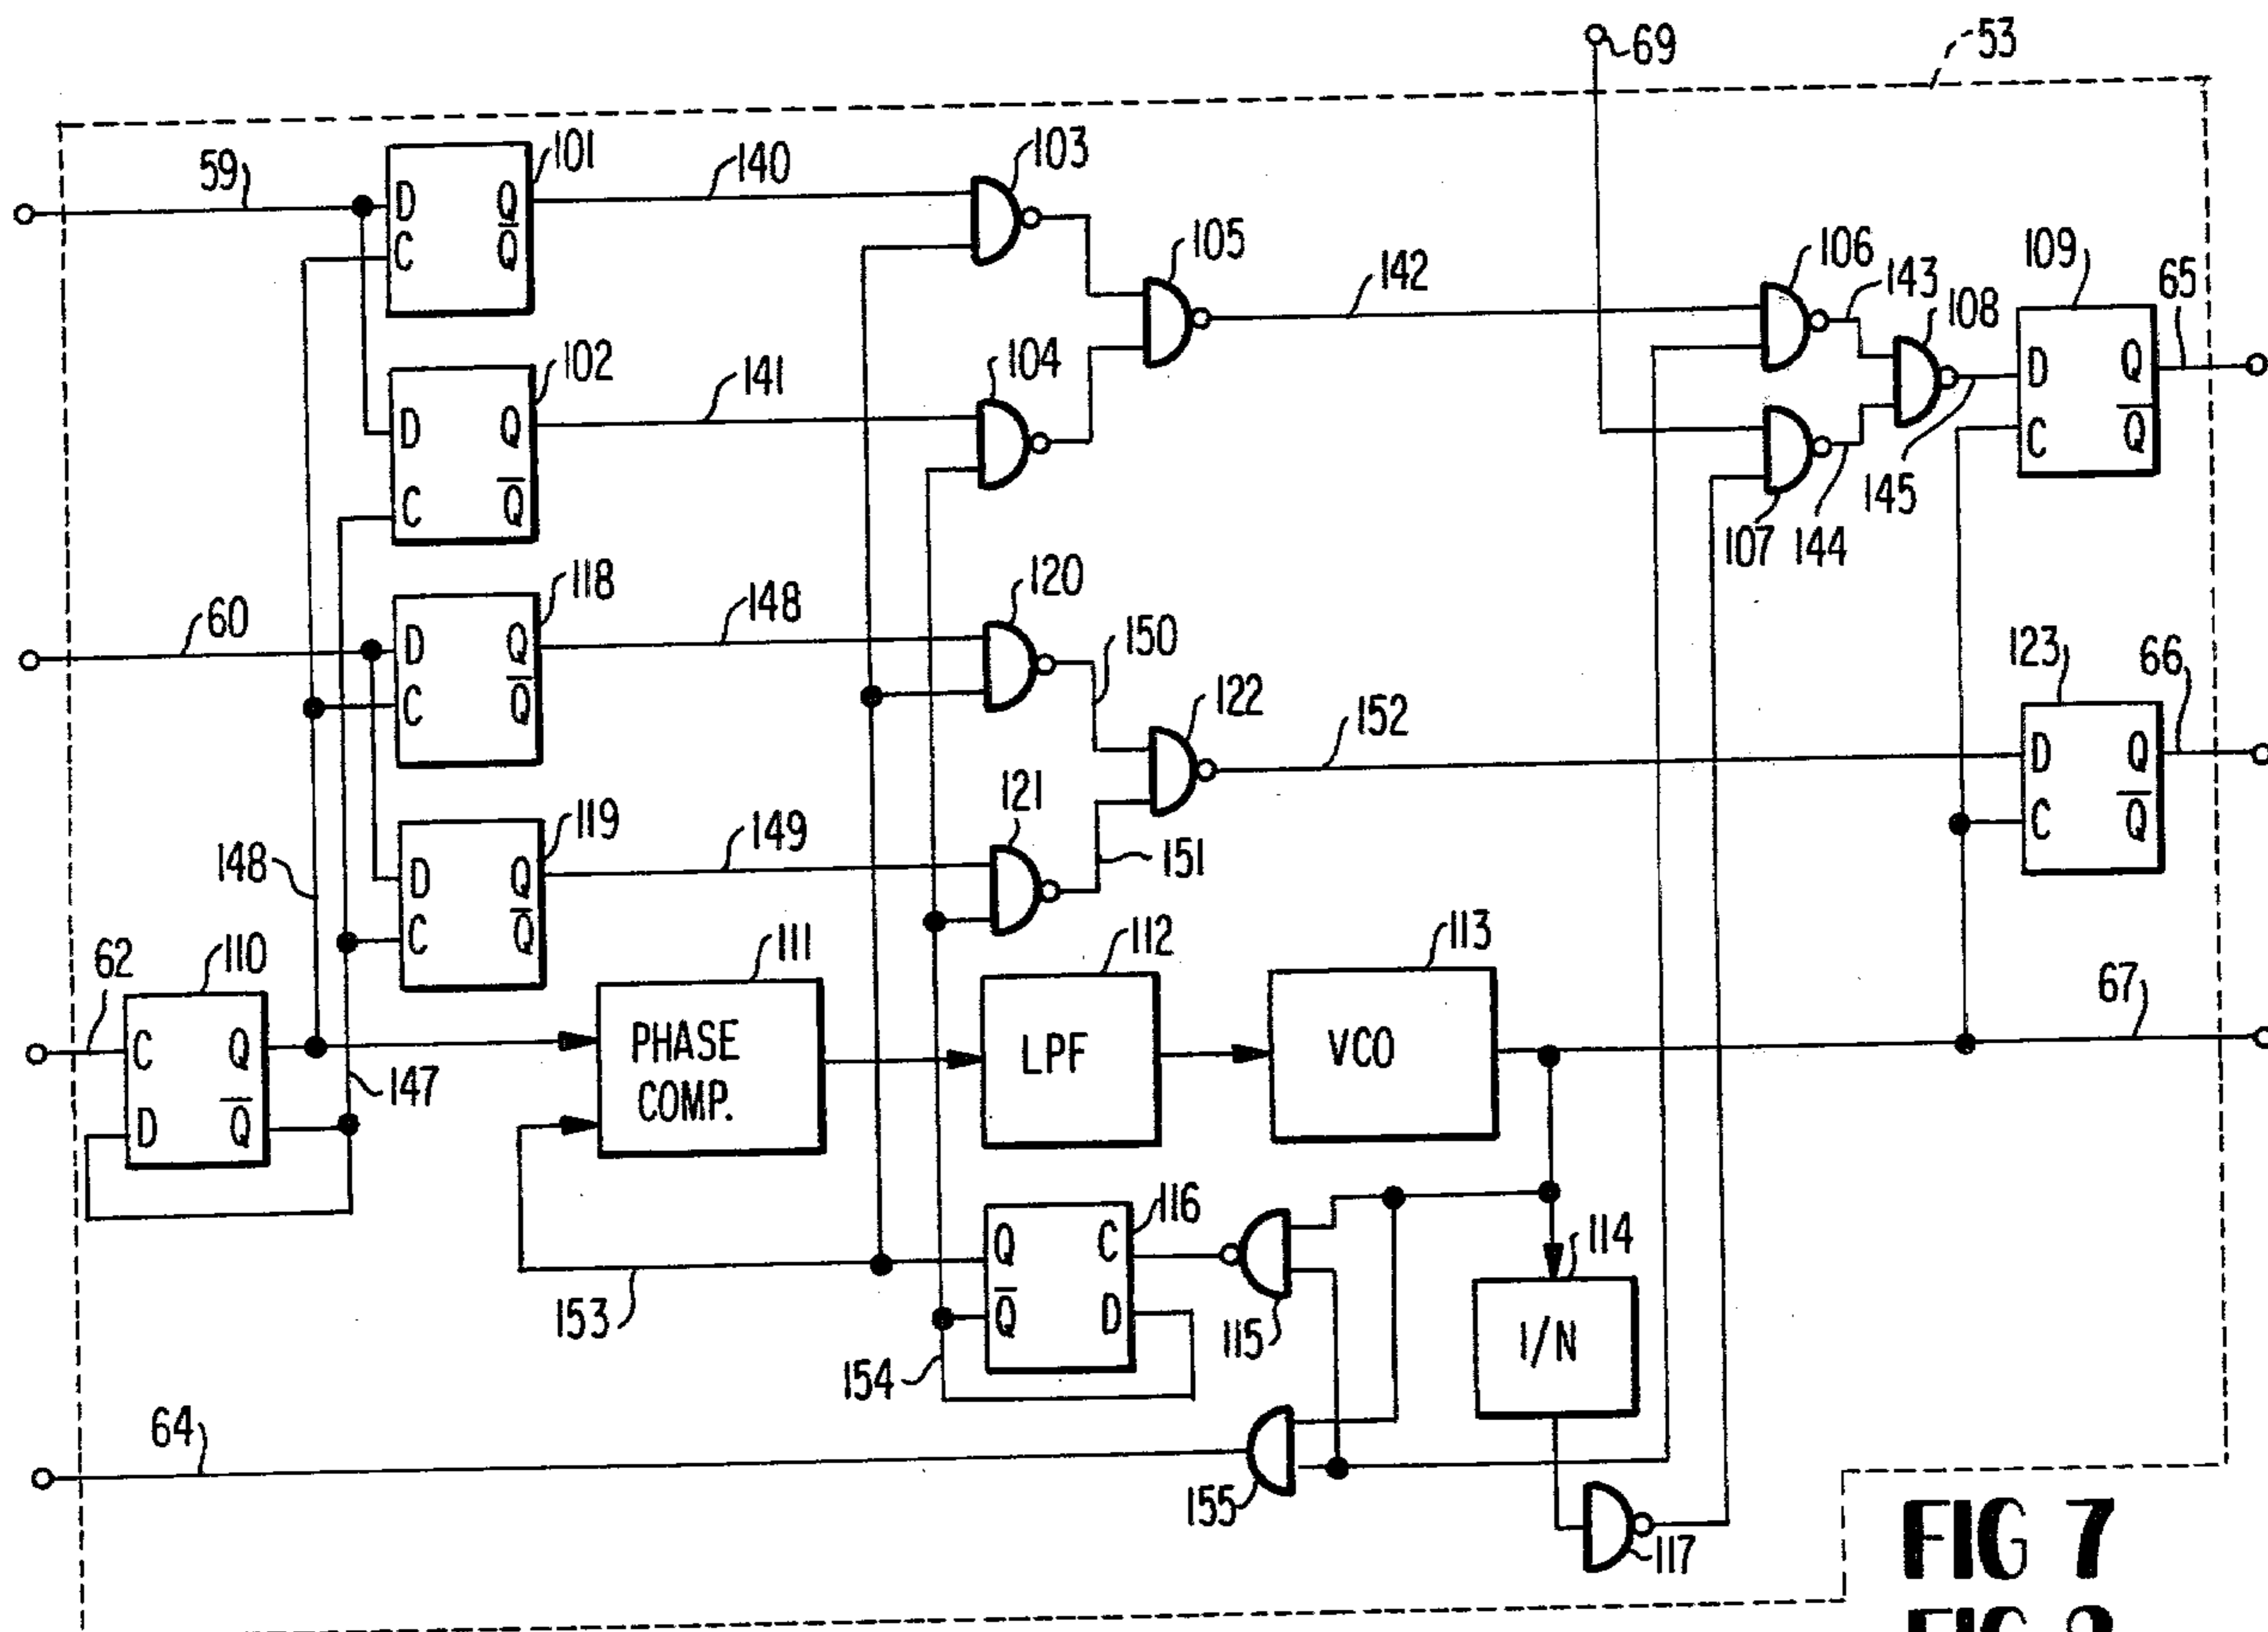 69
53
59
D
C
Q
Q̅
101
140
103
105
142
106
143
108
109
65
D
C
Q
Q̅
D
C
Q
Q̅
102
141
104
107
144
145
60
D
C
Q
Q̅
118
148
120
150
122
152
123
66
D
C
Q
Q̅
D
C
Q
Q̅
119
149
121
151
148
62
110
C
D
Q
Q̅
147
111
PHASE
COMP.
112
LPF
113
VCO
67
153
154
Q
Q̅
C
D
116
115
114
1/N
64
155
117
FIG 7